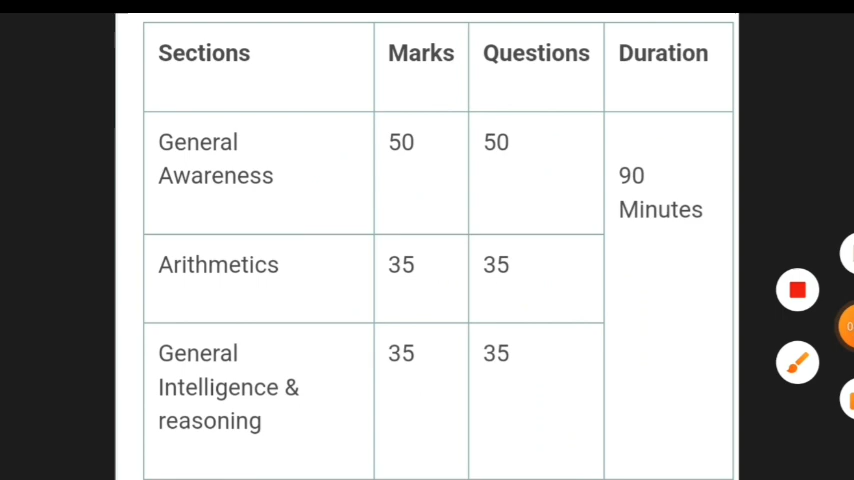 Sections Marks Questions Duration
General
Awareness
50 50
90
Minutes
Arithmetics 35 35
General
Intelligence &
reasoning
35 35